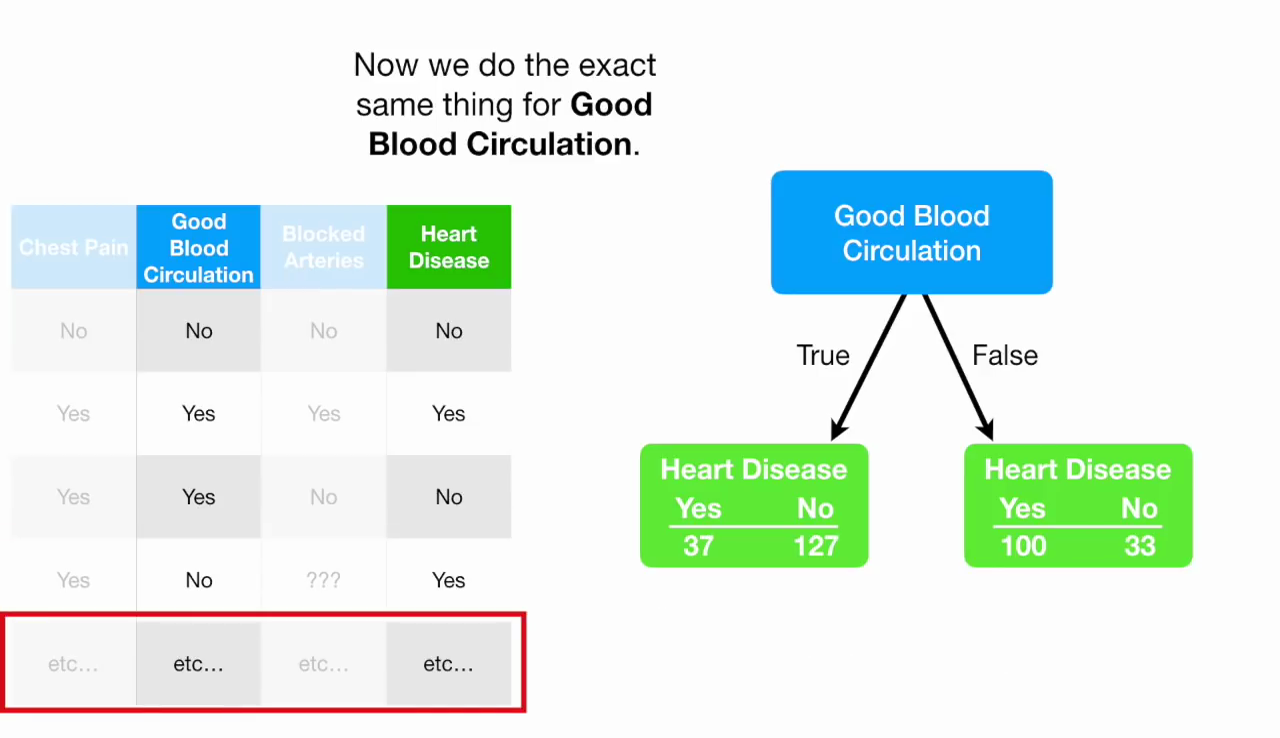 Now we do the exact
same thing for Good
Blood Circulation.
Chest Pain Good Blood Circulation Blocked Arteries Heart Disease
No No No No
Yes Yes Yes Yes
Yes Yes No No
Yes No ??? Yes
etc... etc... etc... etc...
Good Blood
Circulation
True False
Heart Disease
Yes No
37 127
Heart Disease
Yes No
100 33